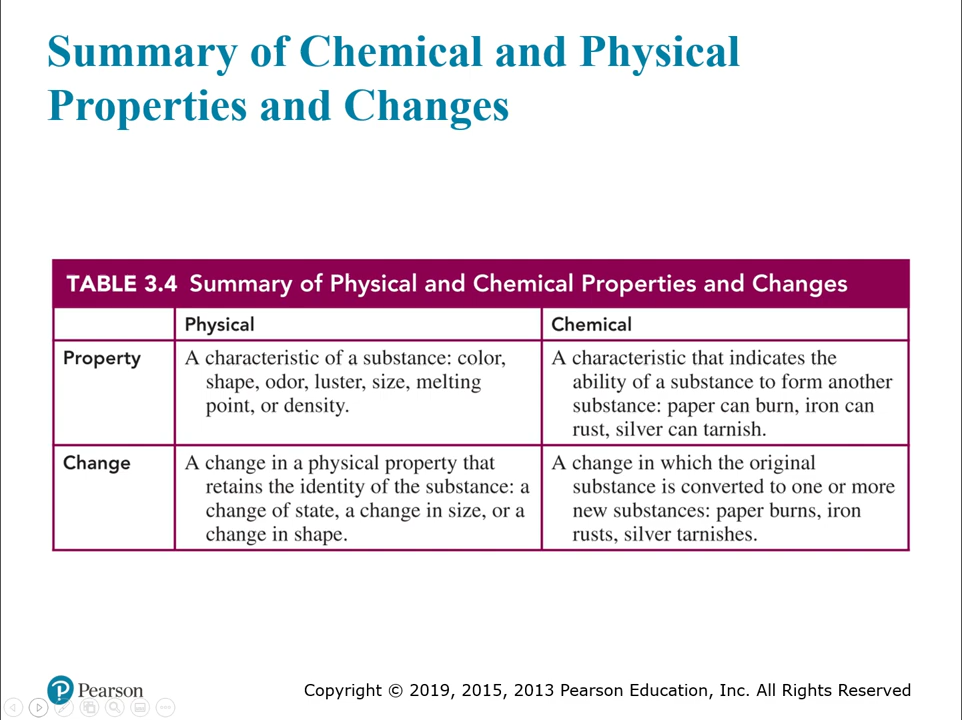 Summary of Chemical and Physical
Properties and Changes
TABLE 3.4 Summary of Physical and Chemical Properties and Changes
Physical
Chemical
Property
A characteristic of a substance: color,
shape, odor, luster, size, melting
point, or density.
A characteristic that indicates the
ability of a substance to form another
substance: paper can burn, iron can
rust, silver can tarnish.
Change
A change in a physical property that
retains the identity of the substance: a
change of state, a change in size, or a
change in shape.
A change in which the original
substance is converted to one or more
new substances: paper burns, iron
rusts, silver tarnishes.
P Pearson
Copyright © 2019, 2015, 2013 Pearson Education, Inc. All Rights Reserved